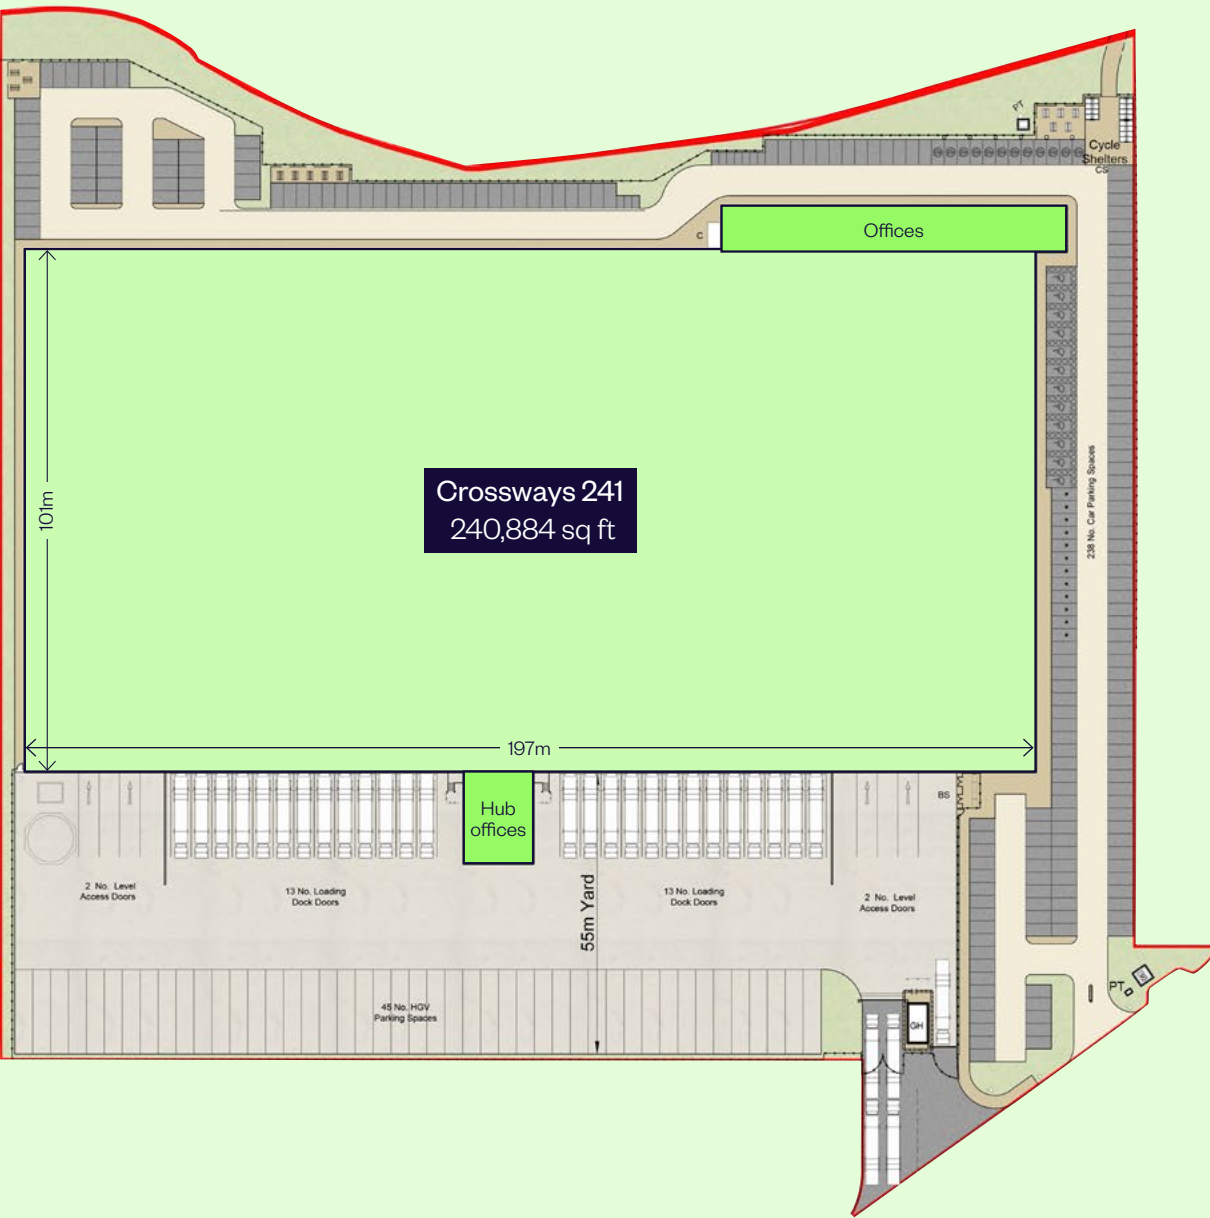 PT
Cycle
Shelters
CS
C
Offices
101m
Crossways 241
240,884 sq ft
238 No. Car Parking Spaces
197m
Hub
offices
BS
2 No. Level
Access Doors
13 No. Loading
Dock Doors
55m Yard
13 No. Loading
Dock Doors
2 No. Level
Access Doors
45 No. HGV
Parking Spaces
GH
PT